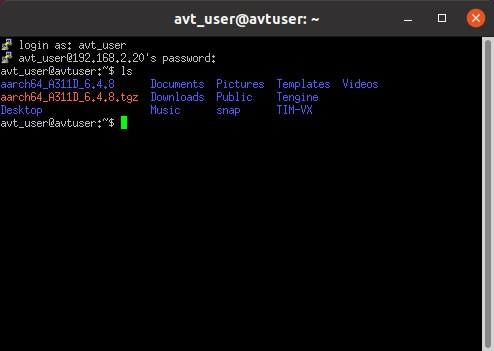 avt_user@avtuser: ~
login as: avt_user
avt_user@192.168.2.20's password:
avt_user@avtuser:~$ ls
aarch64_A311D_6.4.8 Documents Pictures Templates Videos
aarch64_A311D_6.4.8.tgz Downloads Public Tengine
Desktop Music snap TIM-VX
avt_user@avtuser:~$